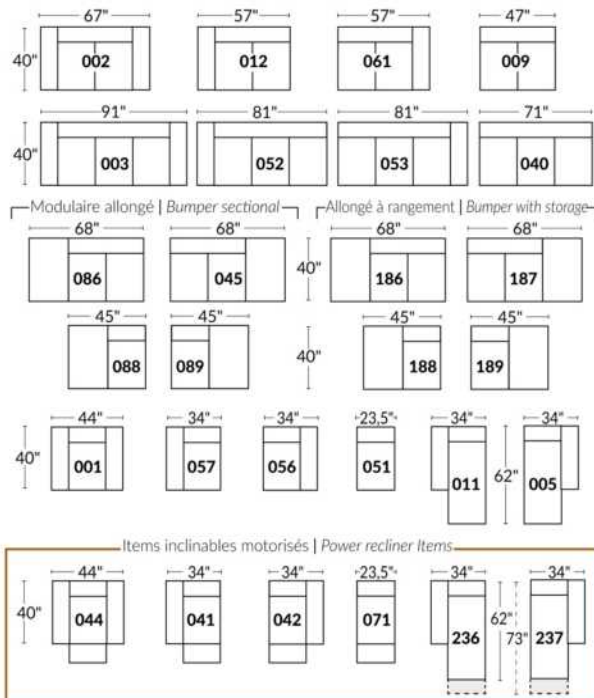 67" 57" 57" 47"
40" 002 012 061 009
91" 81" 81" 71"
40" 003 052 053 040
Modulaire allongé | Bumper sectional Allongé à rangement | Bumper with storage
68" 68" 68" 68"
086 045 40" 186 187
45" 45" 45" 45"
088 089 40" 188 189
44" 34" 34" 23,5" 34" 34"
40" 001 057 056 051 011 62" 005
Items inclinables motorisés | Power recliner Items
44" 34" 34" 23,5" 34" 34"
40" 044 041 042 071 236 62" 73" 237